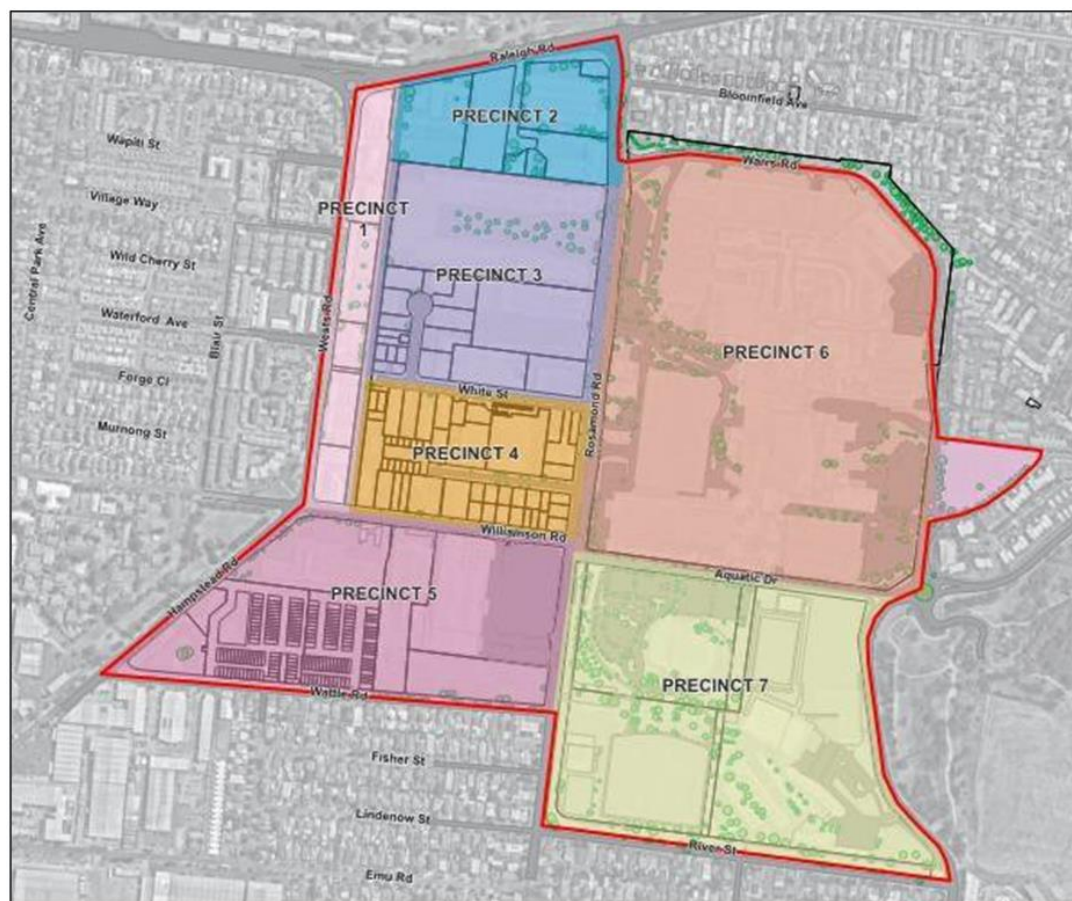 Raleigh Rd
PRECINCT 2
Bloomfield Ave
Wapiti St
Warrs Rd
Village Way
PRECINCT
1
Wild Cherry St
PRECINCT 3
Central Park Ave
Waterford Ave
Blair St
Wests Rd
PRECINCT 6
Forge Cl
White St
Rosamond Rd
Murnong St
PRECINCT 4
Williamson Rd
Aquatic Dr
Hampstead Rd
PRECINCT 5
PRECINCT 7
Wattle Rd
Fisher St
Lindenow St
River St
Emu Rd